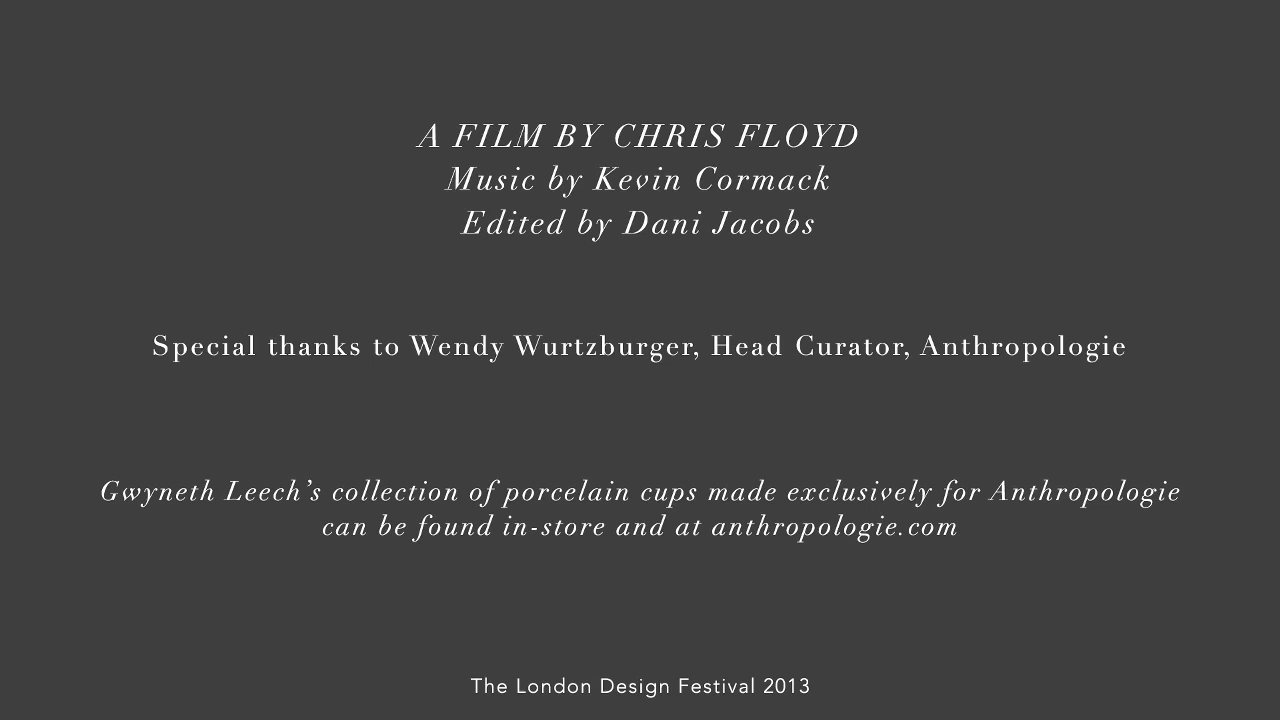 A FILM BY CHRIS FLOYD
Music by Kevin Cormack
Edited by Dani Jacobs
Special thanks to Wendy Wurtzburger, Head Curator, Anthropologie
Gwyneth Leech’s collection of porcelain cups made exclusively for Anthropologie
can be found in-store and at anthropologie.com
The London Design Festival 2013